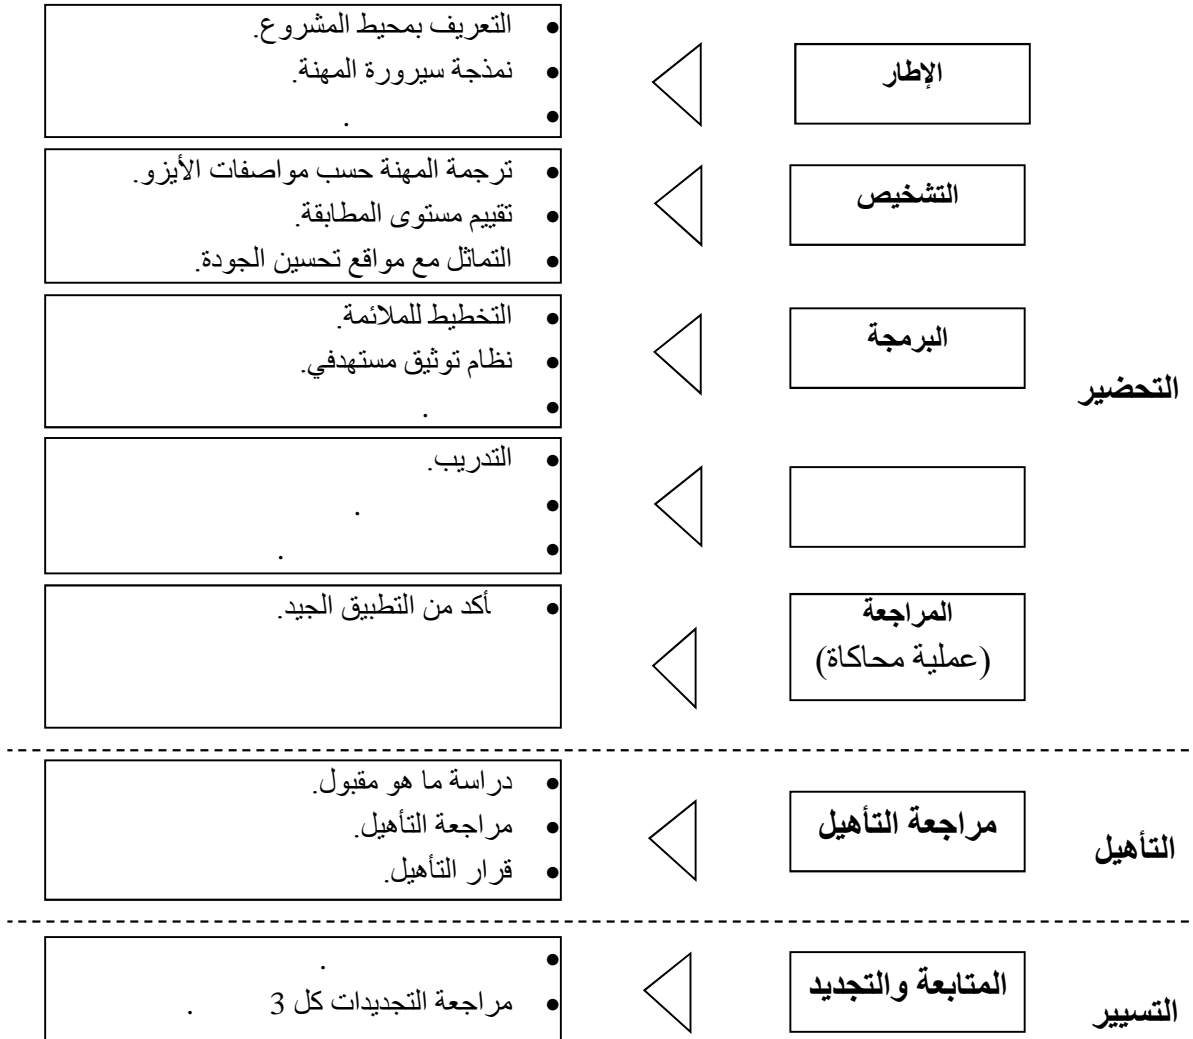 الإطار
• التعريف بمحيط المشروع.
• نمذجة سيرورة المهنة.
• .
التشخيص
• ترجمة المهنة حسب مواصفات الأيزو.
• تقييم مستوى المطابقة.
• التماثل مع مواقع تحسين الجودة.
التحضير
البرمجة
• التخطيط للملائمة.
• نظام توثيق مستهدفي.
• .
• التدريب.
• .
• .
المراجعة
(عملية محاكاة)
• أكد من التطبيق الجيد.
التأهيل
مراجعة التأهيل
• دراسة ما هو مقبول.
• مراجعة التأهيل.
• قرار التأهيل.
التسيير
المتابعة والتجديد
• .
• مراجعة التجديدات كل 3 .